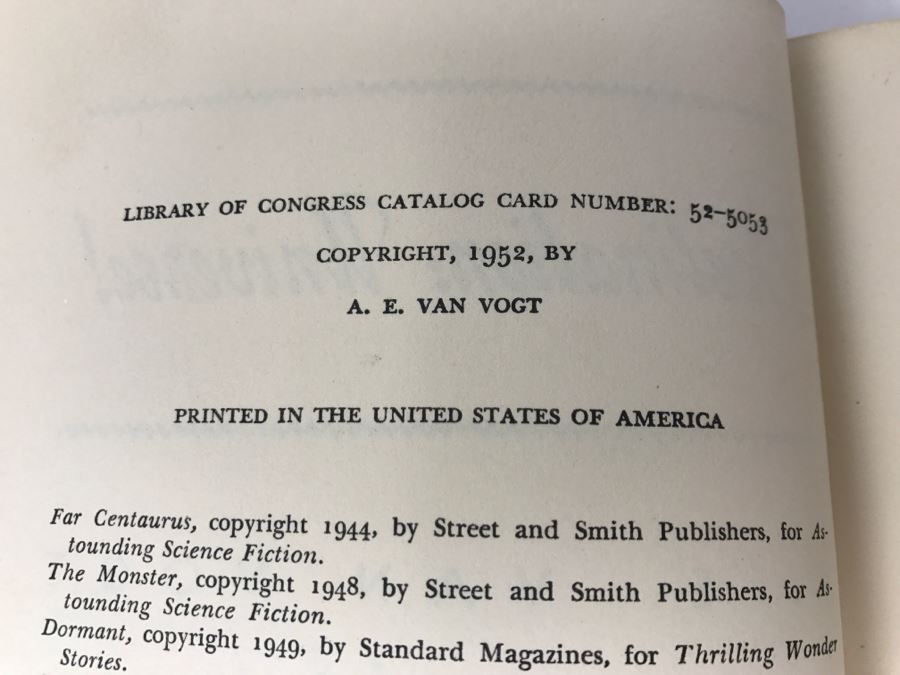 LIBRARY OF CONGRESS CATALOG CARD NUMBER: 52-5053
COPYRIGHT, 1952, BY
A. E. VAN VOGT
PRINTED IN THE UNITED STATES OF AMERICA
Far Centaurus, copyright 1944, by Street and Smith Publishers, for As-
tounding Science Fiction.
The Monster, copyright 1948, by Street and Smith Publishers, for As-
tounding Science Fiction.
Dormant, copyright 1949, by Standard Magazines, for Thrilling Wonder
Stories.